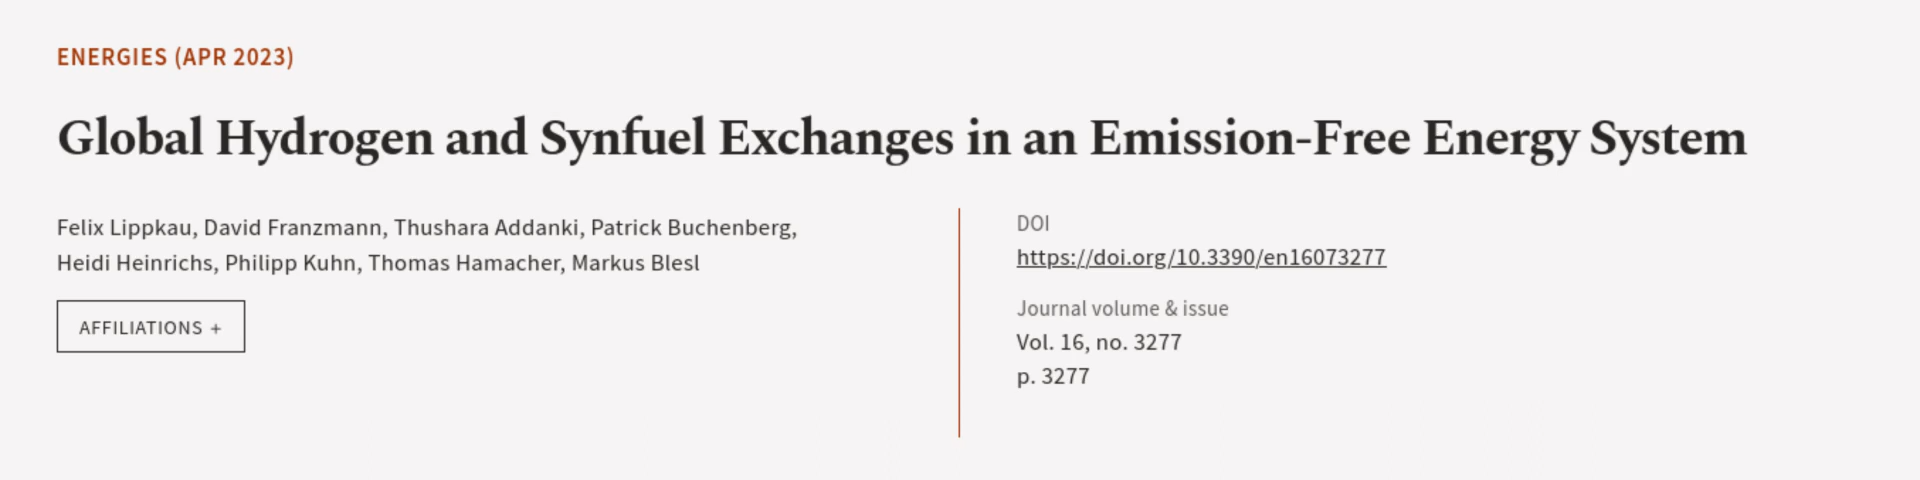 ENERGIES (APR 2023)
Global Hydrogen and Synfuel Exchanges in an Emission-Free Energy System
Felix Lippkau, David Franzmann, Thushara Addanki, Patrick Buchenberg,
Heidi Heinrichs, Philipp Kuhn, Thomas Hamacher, Markus Blesl
AFFILIATIONS +
DOI
https://doi.org/10.3390/en16073277
Journal volume & issue
Vol. 16, no. 3277
p. 3277